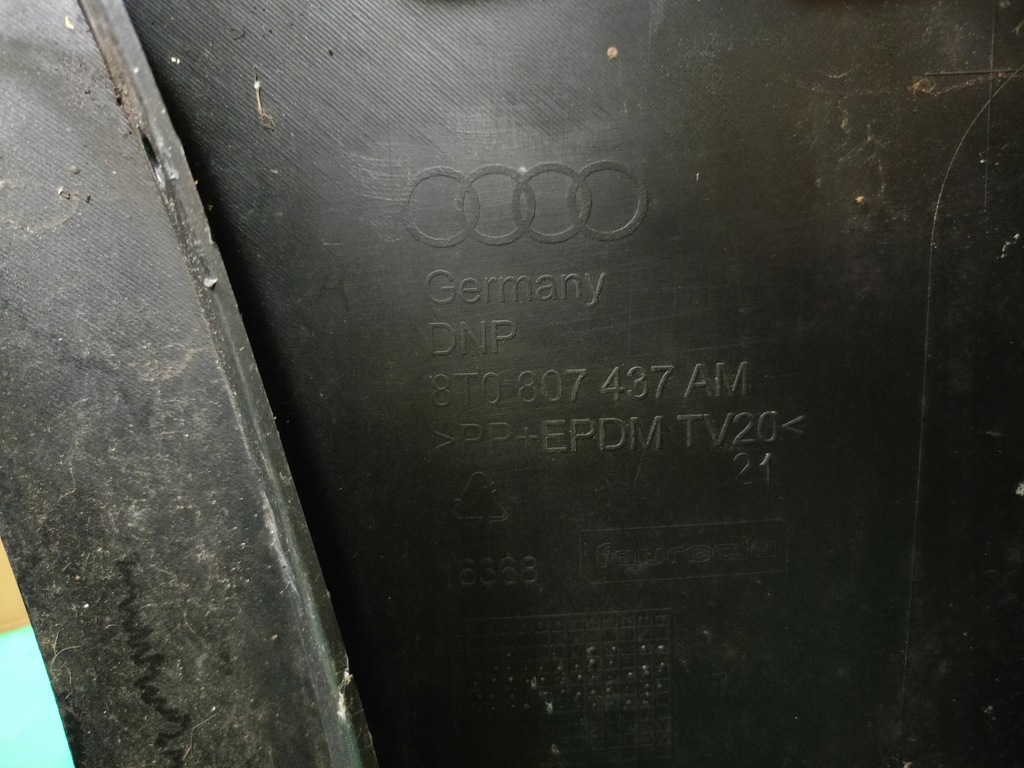 Germany
DNP
8T0 807 437 AM
>PP+EPDM TV20<
21
6368
faurecia